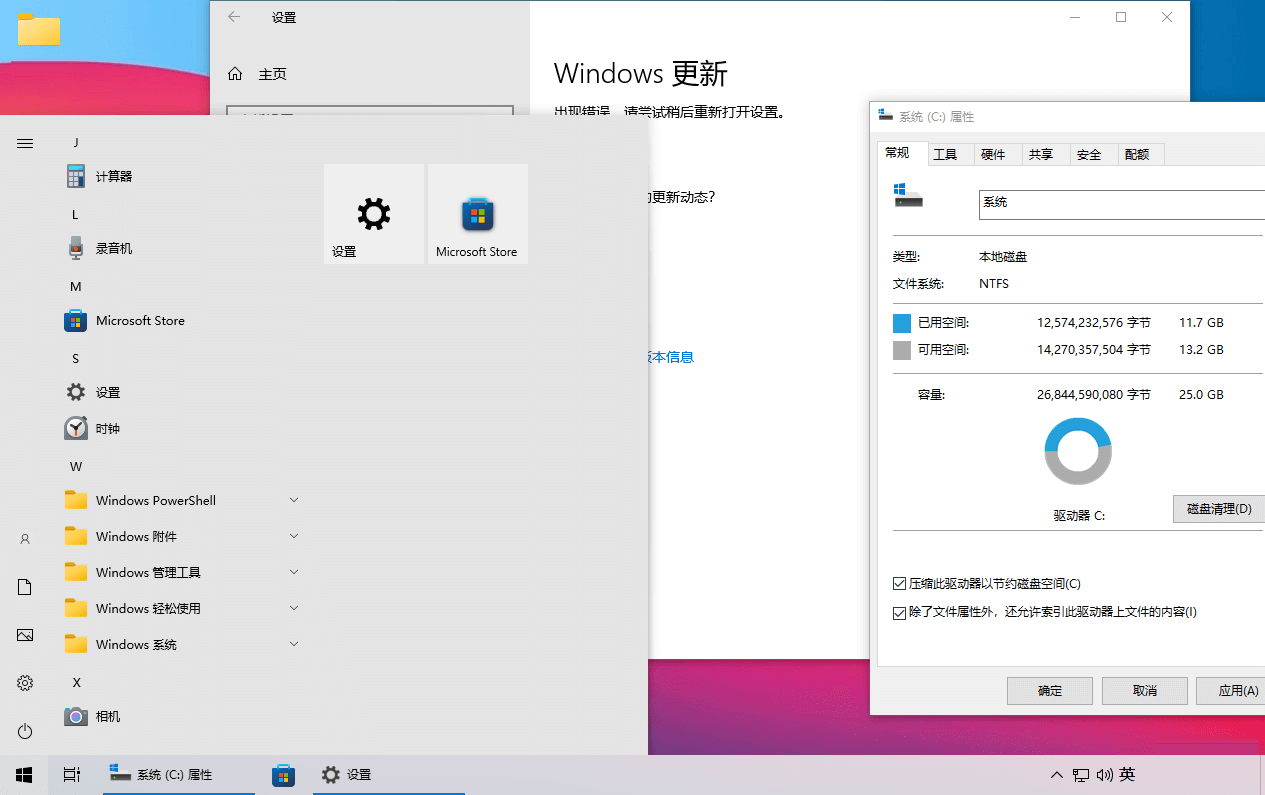 设置
主页
Windows 更新
出现错误。请尝试稍后重新打开设置。
更新动态?
版本信息
J
计算器
L
录音机
M
Microsoft Store
S
设置
时钟
W
Windows PowerShell
Windows 附件
Windows 管理工具
Windows 轻松使用
Windows 系统
X
相机
设置
Microsoft Store
系统 (C:) 属性
常规
工具
硬件
共享
安全
配额
系统
类型: 本地磁盘
文件系统: NTFS
已用空间: 12,574,232,576 字节 11.7 GB
可用空间: 14,270,357,504 字节 13.2 GB
容量: 26,844,590,080 字节 25.0 GB
驱动器 C:
磁盘清理(D)
压缩此驱动器以节约磁盘空间(C)
除了文件属性外，还允许索引此驱动器上文件的内容(I)
确定
取消
应用(A)
系统 (C:) 属性
设置
英